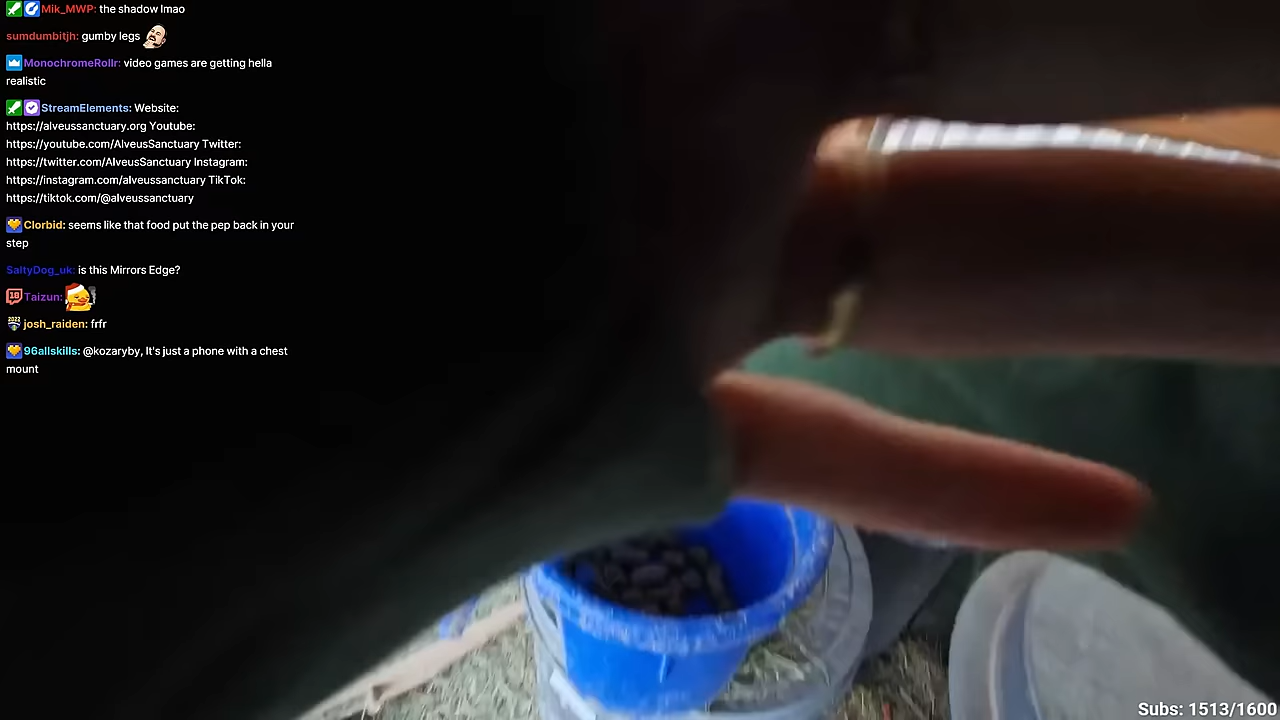 Mik_MWP: the shadow lmao
sumdumbitjh: gumby legs
MonochromeRollr: video games are getting hella
realistic
StreamElements: Website:
https://alveussanctuary.org Youtube:
https://youtube.com/AlveusSanctuary Twitter:
https://twitter.com/AlveusSanctuary Instagram:
https://instagram.com/alveussanctuary TikTok:
https://tiktok.com/@alveussanctuary
Clorbid: seems like that food put the pep back in your
step
SaltyDog_uk: is this Mirrors Edge?
18 Taizun:
2022 josh_raiden: frfr
96allskills: @kozaryby, It's just a phone with a chest
mount
Subs: 1513/1600